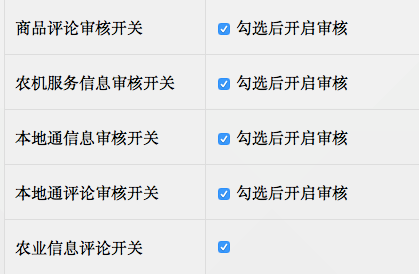 商品评论审核开关 勾选后开启审核
农机服务信息审核开关 勾选后开启审核
本地通信息审核开关 勾选后开启审核
本地通评论审核开关 勾选后开启审核
农业信息评论开关